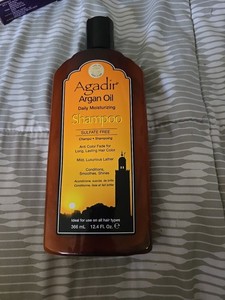 Agadir
Argan Oil
Daily Moisturizing
Shampoo
SULFATE FREE
Anti Color Fade for
Long, Lasting Hair Color
Mild, Luxurious Lather
Conditions,
Smoothes, Shines
Ideal for use on all hair types
366 mL 12.4 Fl. Oz.